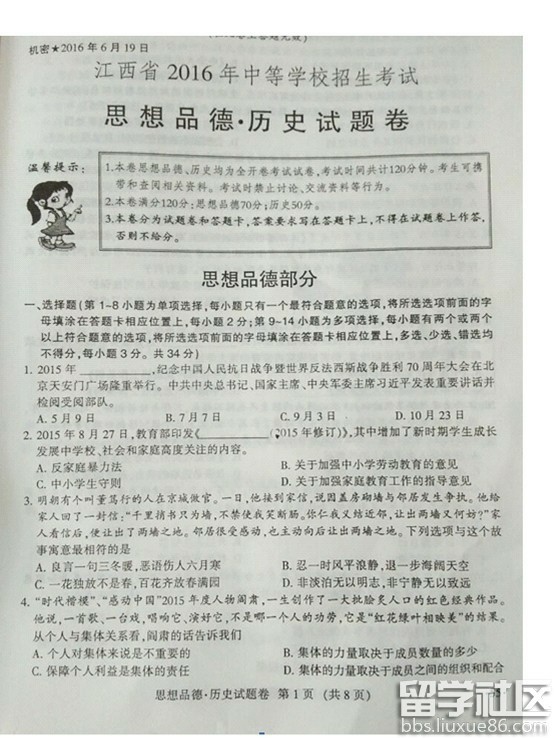 机密★2016年6月19日
江西省2016年中等学校招生考试
思想品德·历史试题卷
温馨提示:
1.本卷思想品德、历史均为全开卷考试试卷,考试时间共计120分钟。考生可携
带和查阅相关资料。考试时禁止讨论、交流资料等行为。
2.本卷满分120分:思想品德70分;历史50分。
3.本卷分为试题卷和答题卡,答案要求写在答题卡上,不得在试题卷上作答,
否则不给分。
思想品德部分
一、选择题(第1~8小题为单项选择,每小题只有一个最符合题意的选项,将所选选项前面的字
母填涂在答题卡相应位置上,每小题2分;第9~14小题为多项选择,每小题有两个或两个
以上符合题意的选项,将所选选项前面的字母填涂在答题卡相应位置上,多选、少选、错选均
不得分,每小题3分。共34分)
1. 2015年__________,纪念中国人民抗日战争暨世界反法西斯战争胜利70周年大会在北
京天安门广场隆重举行。中共中央总书记、国家主席、中央军委主席习近平发表重要讲话并
检阅受阅部队。
A. 5月9日 B. 7月7日 C. 9月3日 D. 10月23日
2. 2015年8月27日,教育部印发《__________(2015年修订)》,其中增加了新时期学生成长
发展中学校、社会和家庭高度关注的内容。
A. 反家庭暴力法 B. 关于加强中小学劳动教育的意见
C. 中小学生守则 D. 关于加强家庭教育工作的指导意见
3. 明朝有个叫董笃行的人在京城做官。一日,他接到家信,说因盖房砌墙与邻居发生争执。他给
家人回了一封信:“千里捎书只为墙,不禁使我笑断肠。你仁我义结近邻,让出两墙又何妨?”家
人看信后,便让出了两墙之地。邻居很受感动,也主动向后让出两墙之地。下列选项与这个故
事寓意最相符的是
A. 良言一句三冬暖,恶语伤人六月寒 B. 忍一时风平浪静,退一步海阔天空
C. 一花独放不是春,百花齐放春满园 D. 非淡泊无以明志,非宁静无以致远
4. “时代楷模”、“感动中国”2015年度人物阎肃,一生创作了一大批脍炙人口的红色经典作品。
他说,一首歌、一台戏,唱响它、演好它,不是哪一个人的功劳,它是“红花绿叶相映美”的结果。
从个人与集体关系看,阎肃的话告诉我们
A. 个人对集体来说是不重要的 B. 集体的力量取决于成员数量的多少
C. 保障个人利益是集体的责任 D. 集体的力量取决于成员之间的组织和配合
思想品德·历史试题卷 第1页 (共8页)
留学社区
bbs.liuxue86.com